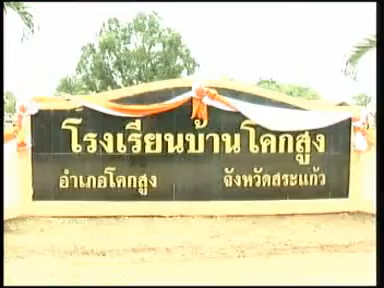 โรงเรียนบ้านโคกสูง
อำเภอโคกสูง จังหวัดสระแก้ว